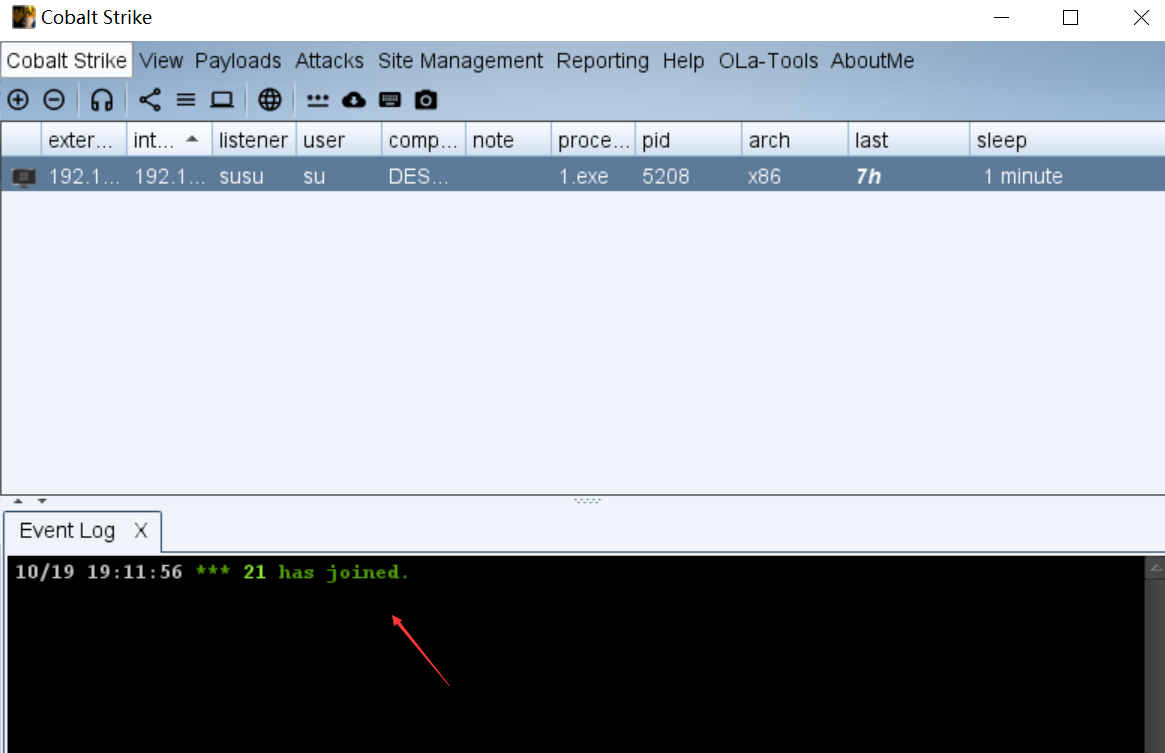 Cobalt Strike
Cobalt Strike View Payloads Attacks Site Management Reporting Help OLa-Tools AboutMe
exter... int... listener user comp... note proce... pid arch last sleep
192.1... 192.1... susu su DES... 1.exe 5208 x86 7h 1 minute
Event Log X
10/19 19:11:56 *** 21 has joined.